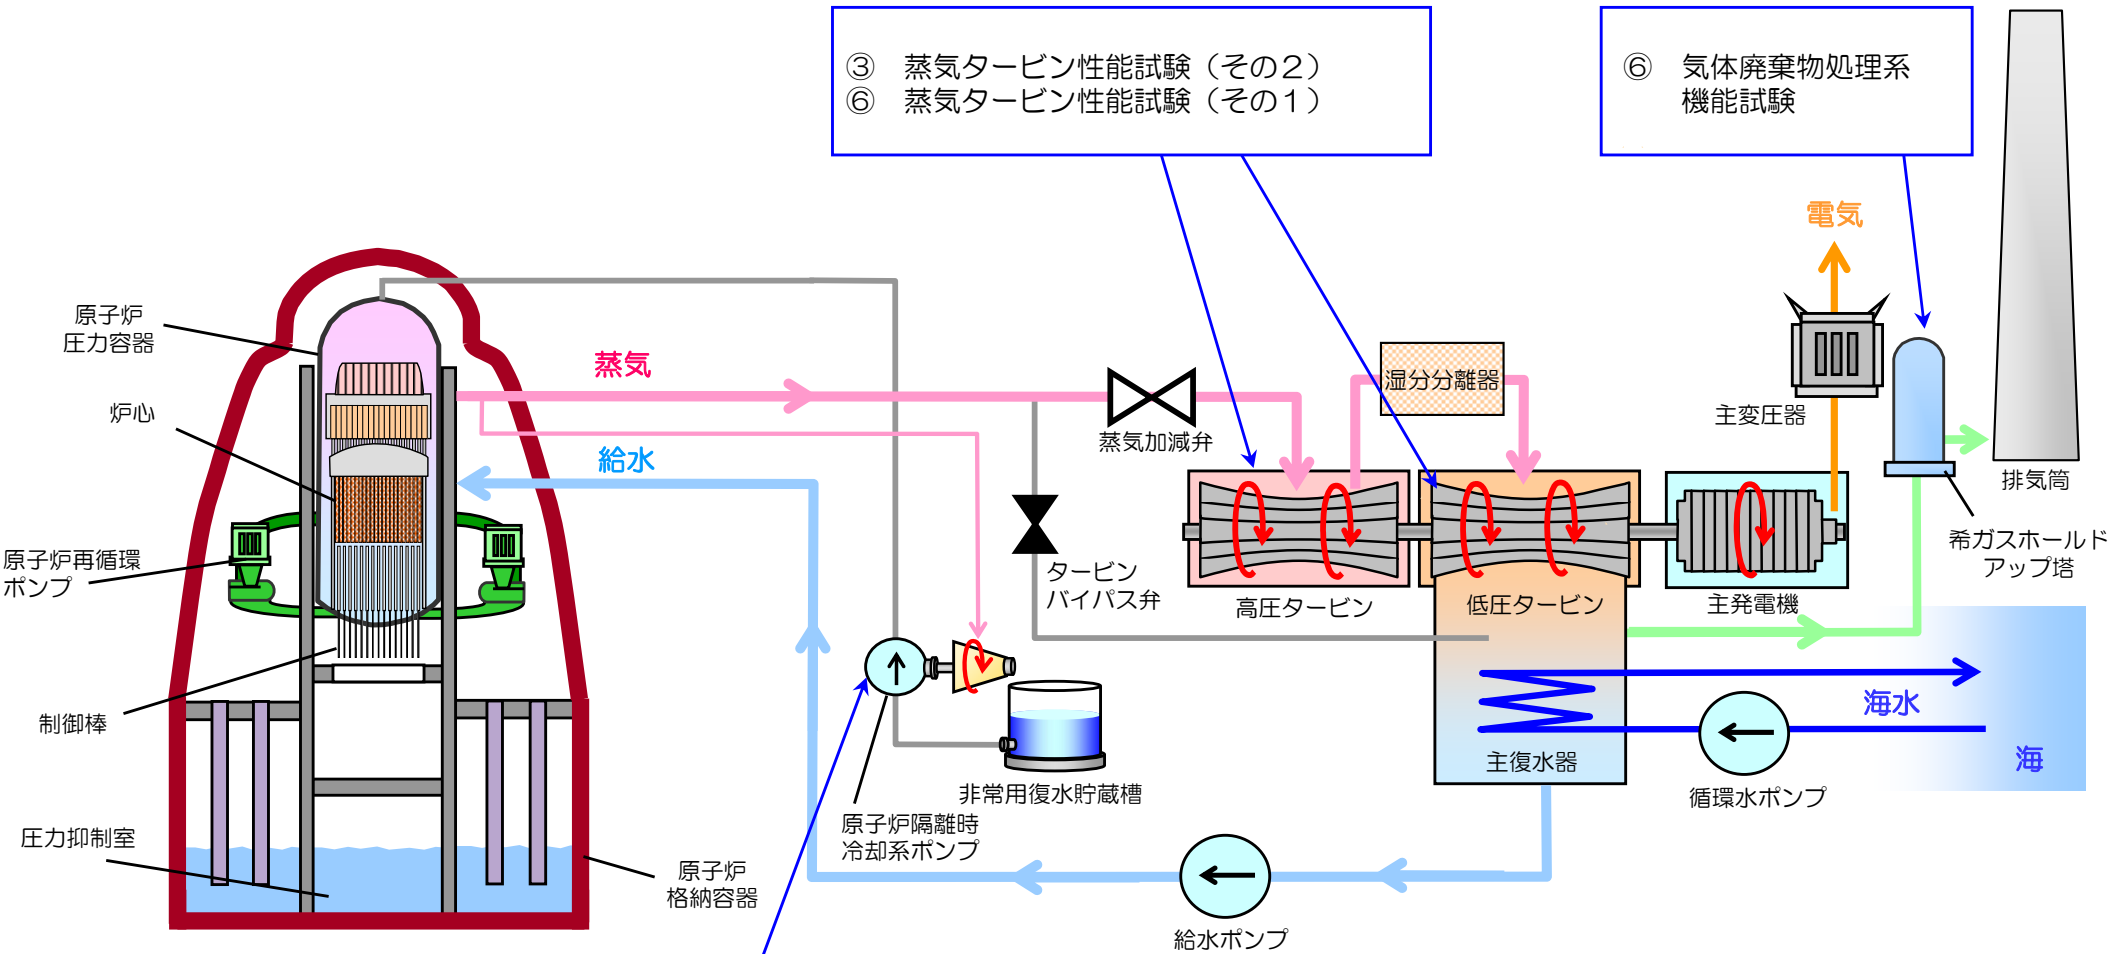 ③　蒸気タービン性能試験（その２）
⑥　蒸気タービン性能試験（その１）
⑥　気体廃棄物処理系
機能試験
電気
原子炉
圧力容器
蒸気
湿分分離器
炉心
主変圧器
蒸気加減弁
給水
排気筒
原子炉再循環
ポンプ
希ガスホールド
アップ塔
タービン
バイパス弁
高圧タービン
低圧タービン
主発電機
制御棒
海水
主復水器
海
非常用復水貯蔵槽
循環水ポンプ
原子炉隔離時
冷却系ポンプ
圧力抑制室
原子炉
格納容器
給水ポンプ